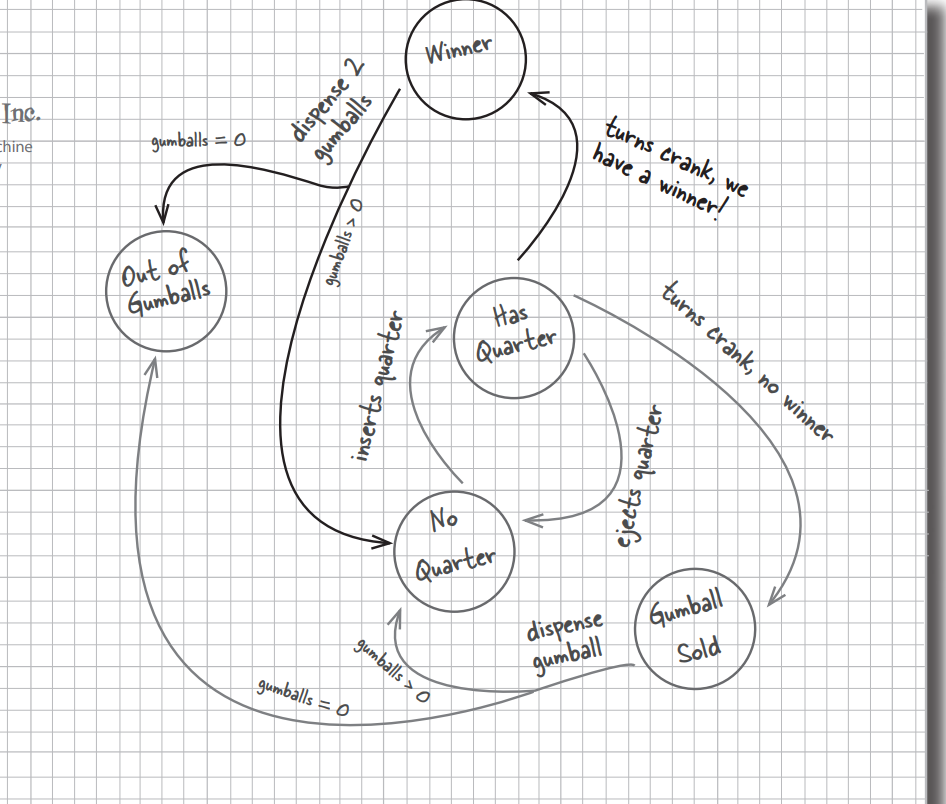 Winner
dispense 2
gumballs
Inc.
thine
gumballs = 0
turns crank, we
have a winner!
gumballs > 0
Out of
Gumballs
Has
Quarter
turns crank, no winner
inserts quarter
ejects quarter
No
Quarter
Gumball
Sold
dispense
gumball
gumballs > 0
gumballs = 0